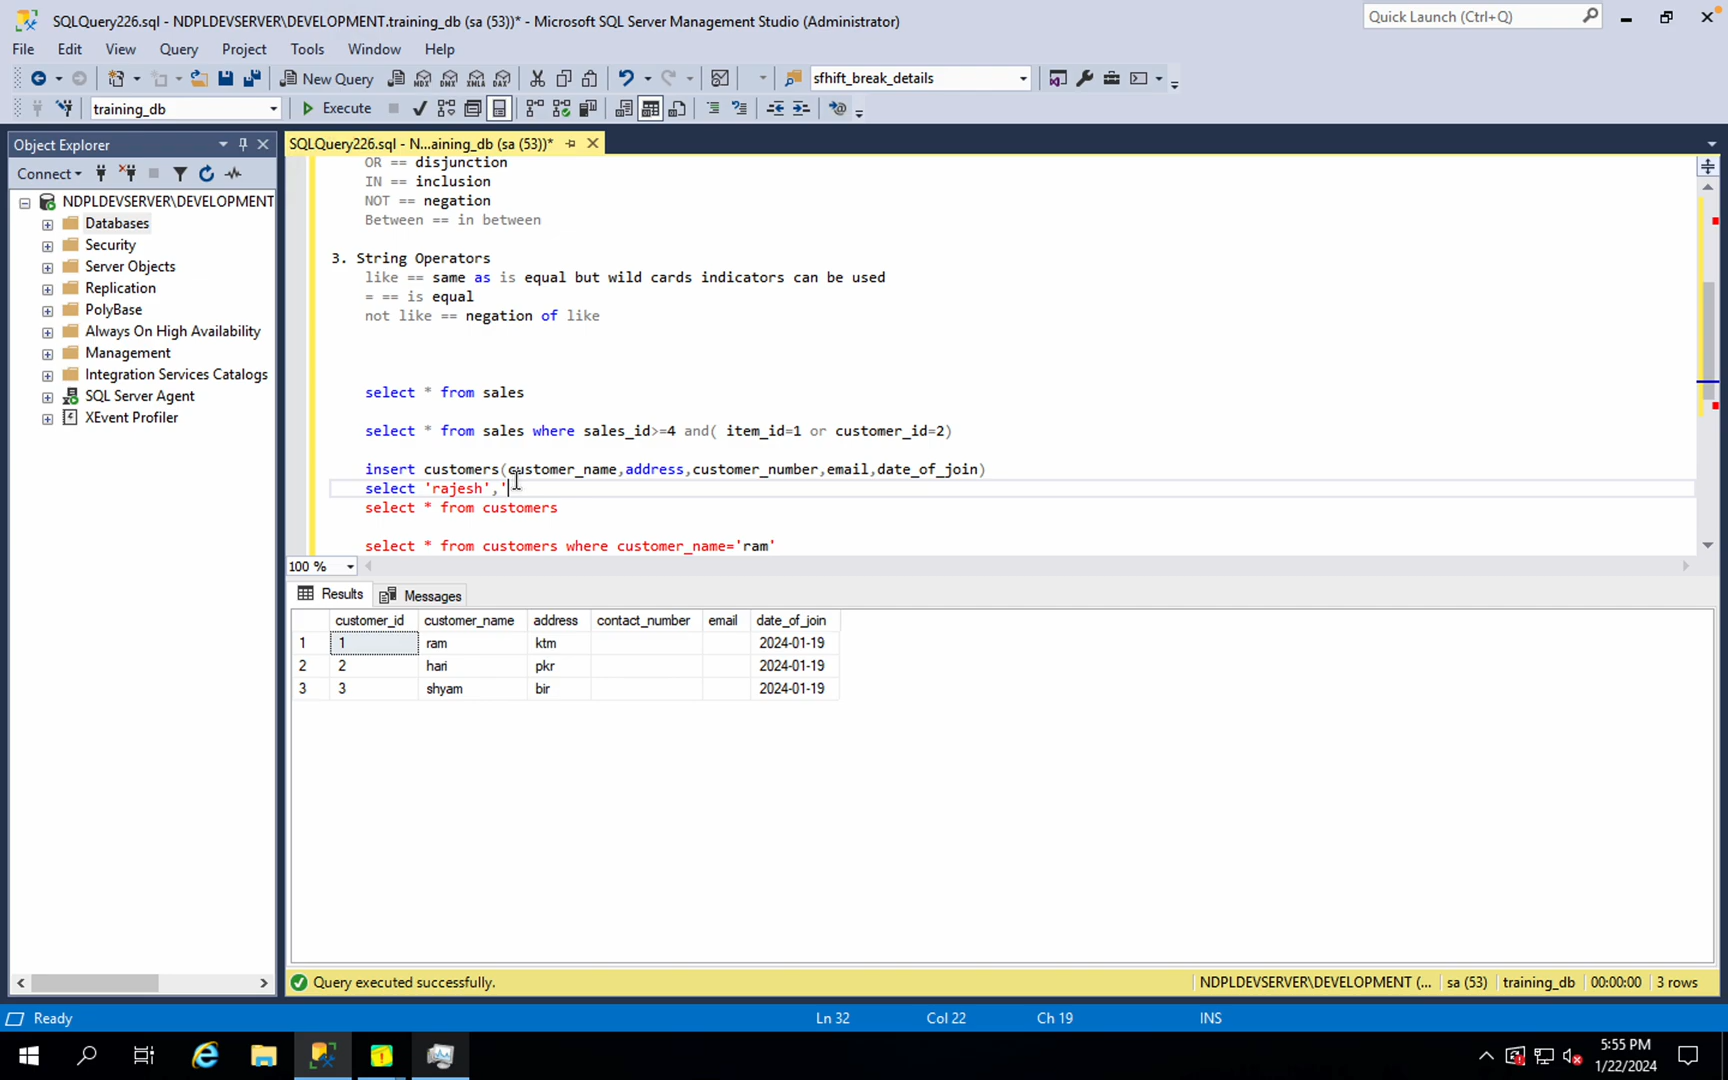 SQLQuery226.sql - NDPLDEVSERVER\DEVELOPMENT.training_db (sa (53))* - Microsoft SQL Server Management Studio (Administrator)
Quick Launch (Ctrl+Q)
File Edit View Query Project Tools Window Help
New Query
MDX DMX XMLA DAX
sfhift_break_details
training_db
Execute
Object Explorer
SQLQuery226.sql - N...aining_db (sa (53))*
Connect
NDPLDEVSERVER\DEVELOPMENT
Databases
Security
Server Objects
Replication
PolyBase
Always On High Availability
Management
Integration Services Catalogs
SQL Server Agent
XEvent Profiler
OR == disjunction
IN == inclusion
NOT == negation
Between == in between
3. String Operators
like == same as is equal but wild cards indicators can be used
= == is equal
not like == negation of like
select * from sales
select * from sales where sales_id>=4 and( item_id=1 or customer_id=2)
insert customers(customer_name,address,customer_number,email,date_of_join)
select 'rajesh','
select * from customers
select * from customers where customer_name='ram'
100 %
Results Messages
customer_id customer_name address contact_number email date_of_join
1 1 ram ktm 2024-01-19
2 2 hari pkr 2024-01-19
3 3 shyam bir 2024-01-19
Query executed successfully.
NDPLDEVSERVER\DEVELOPMENT (... sa (53) training_db 00:00:00 3 rows
Ready
Ln 32 Col 22 Ch 19 INS
5:55 PM
1/22/2024